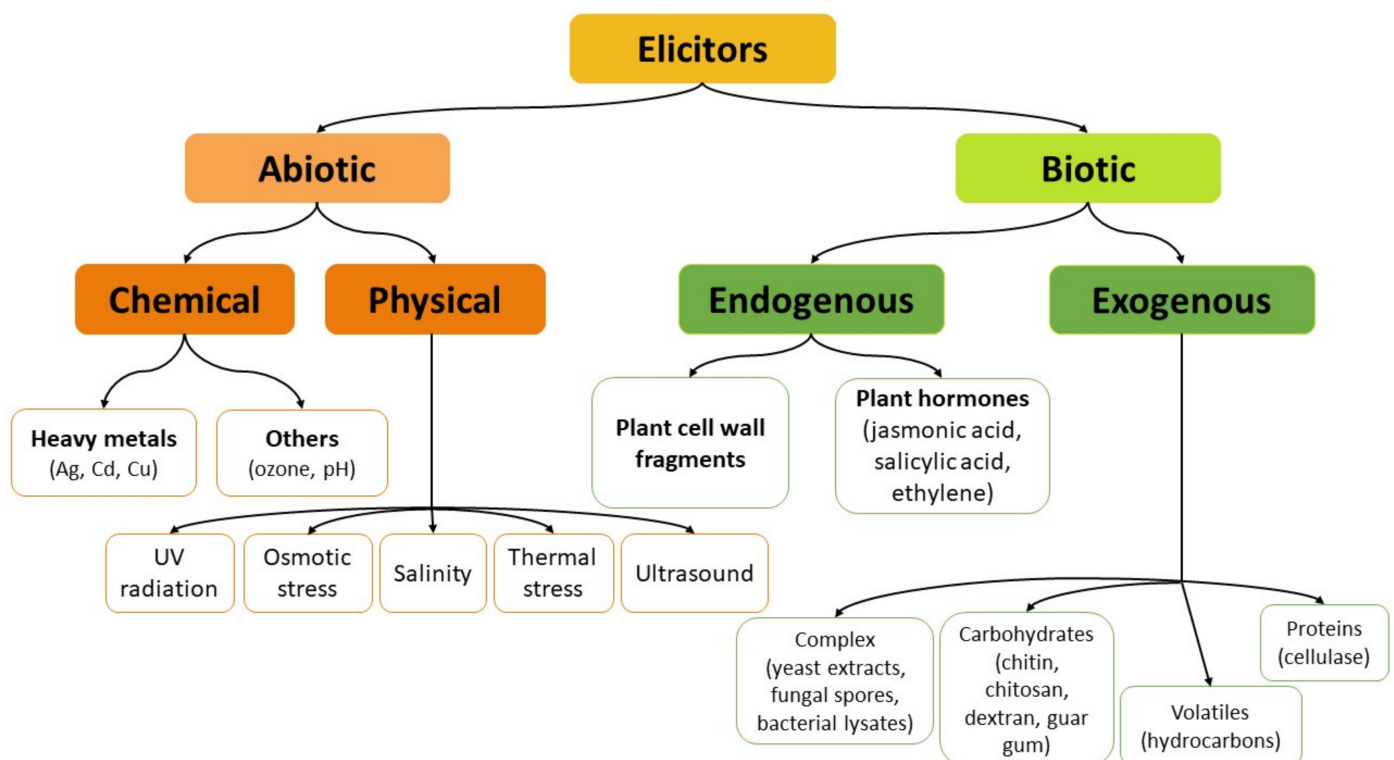 Elicitors
Abiotic
Biotic
Chemical
Physical
Endogenous
Exogenous
Heavy metals
(Ag, Cd, Cu)
Others
(ozone, pH)
Plant cell wall
fragments
Plant hormones
(jasmonic acid,
salicylic acid,
ethylene)
UV
radiation
Osmotic
stress
Salinity
Thermal
stress
Ultrasound
Complex
(yeast extracts,
fungal spores,
bacterial lysates)
Carbohydrates
(chitin,
chitosan,
dextran, guar
gum)
Volatiles
(hydrocarbons)
Proteins
(cellulase)